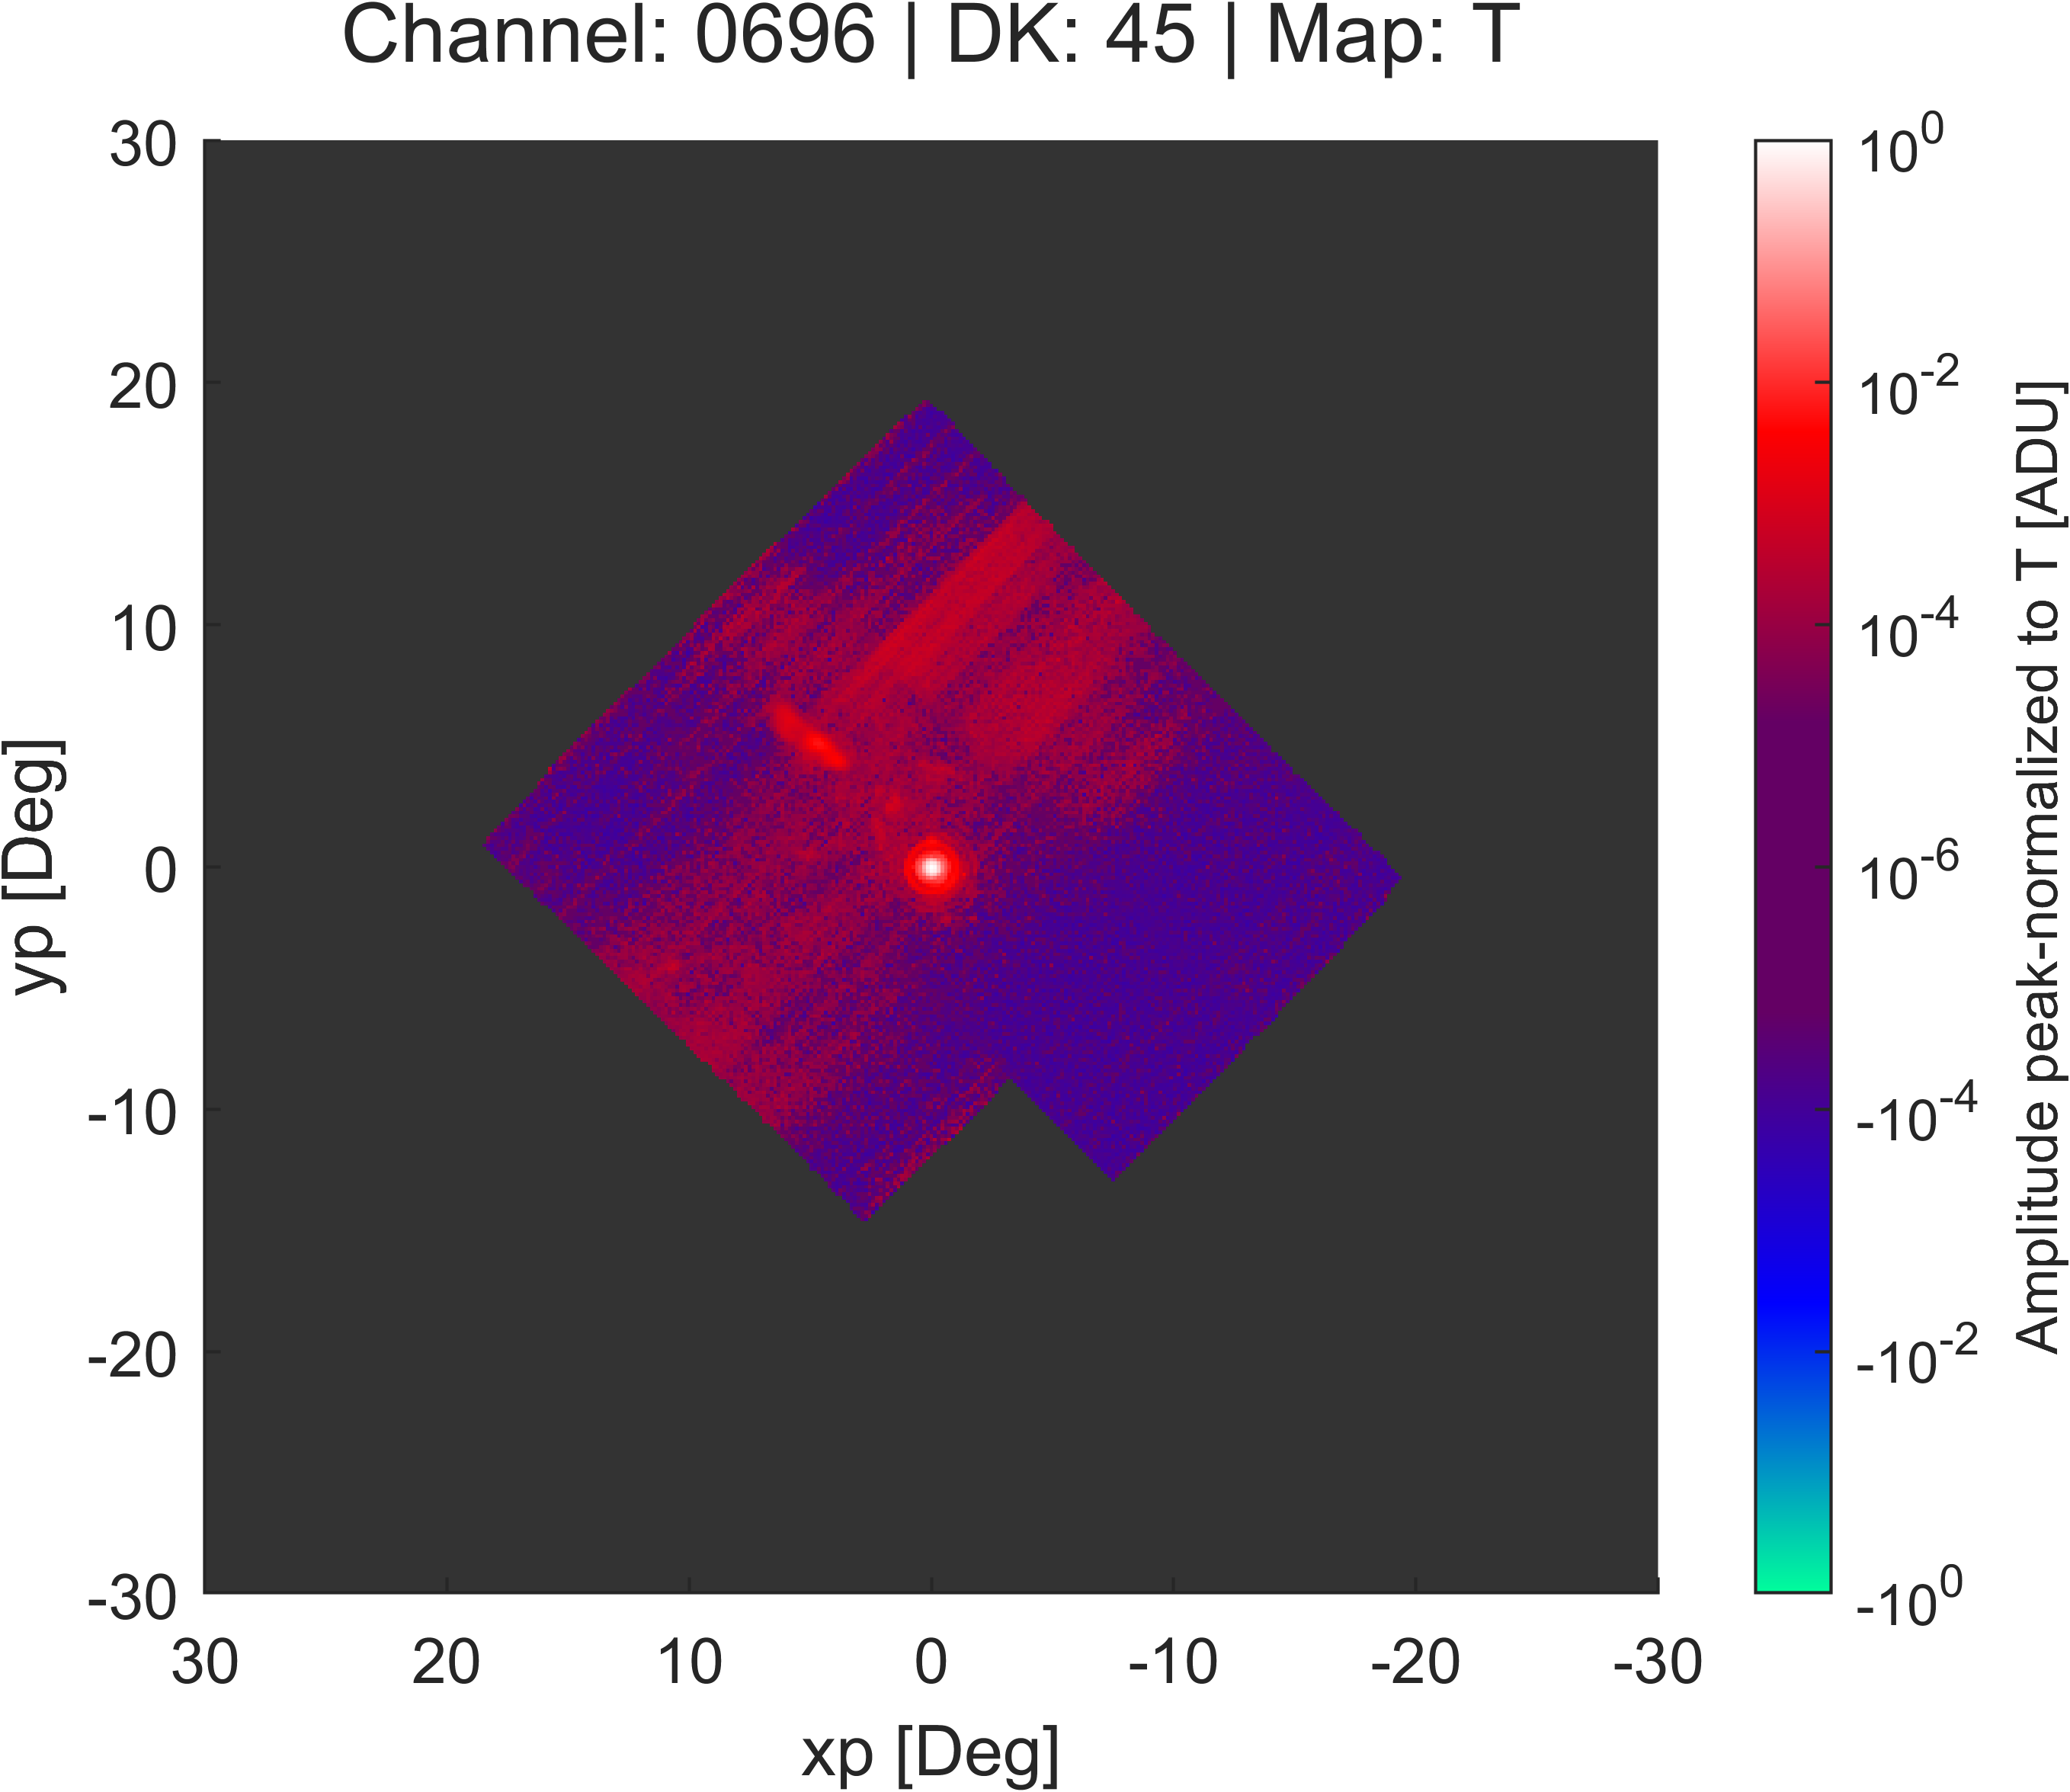 Channel: 0696 | DK: 45 | Map: T
30
20
10
0
-10
-20
-30
30 20 10 0 -10 -20 -30
xp [Deg]
yp [Deg]
10^0
10^-2
10^-4
10^-6
-10^-4
-10^-2
-10^0
Amplitude peak-normalized to T [ADU]